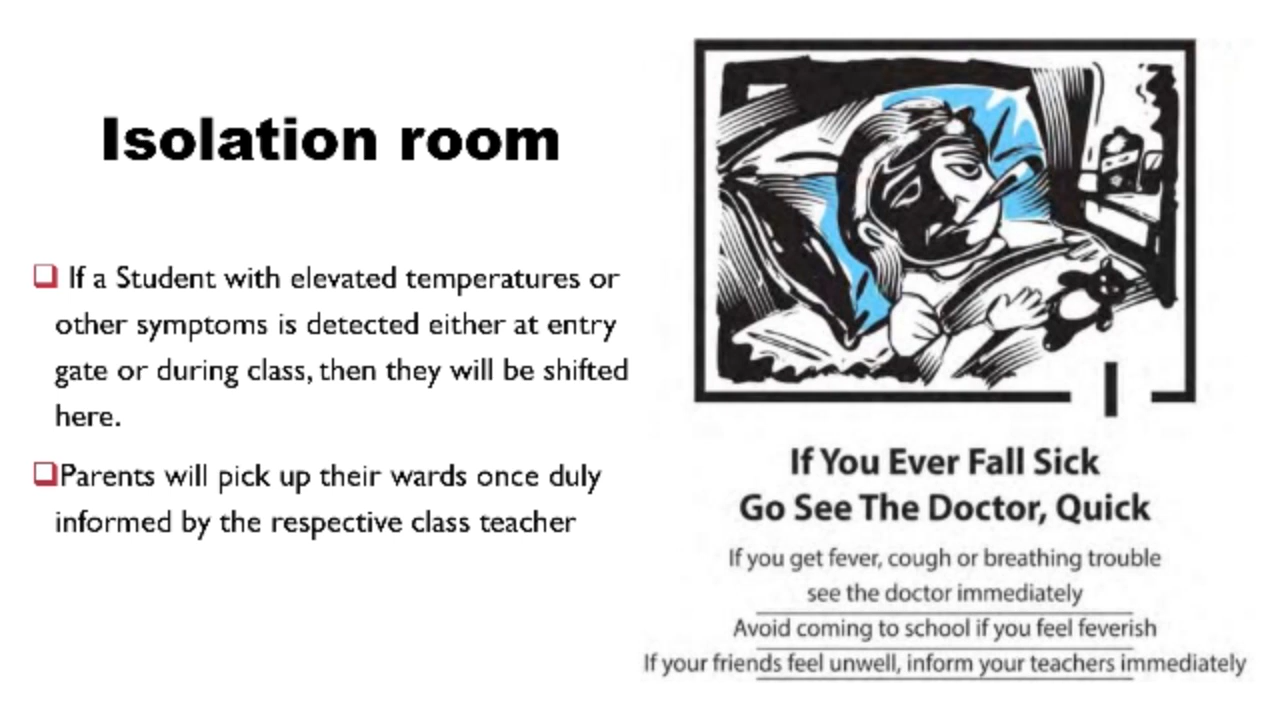 Isolation room
If a Student with elevated temperatures or
other symptoms is detected either at entry
gate or during class, then they will be shifted
here.
Parents will pick up their wards once duly
informed by the respective class teacher
If You Ever Fall Sick
Go See The Doctor, Quick
If you get fever, cough or breathing trouble
see the doctor immediately
Avoid coming to school if you feel feverish
If your friends feel unwell, inform your teachers immediately